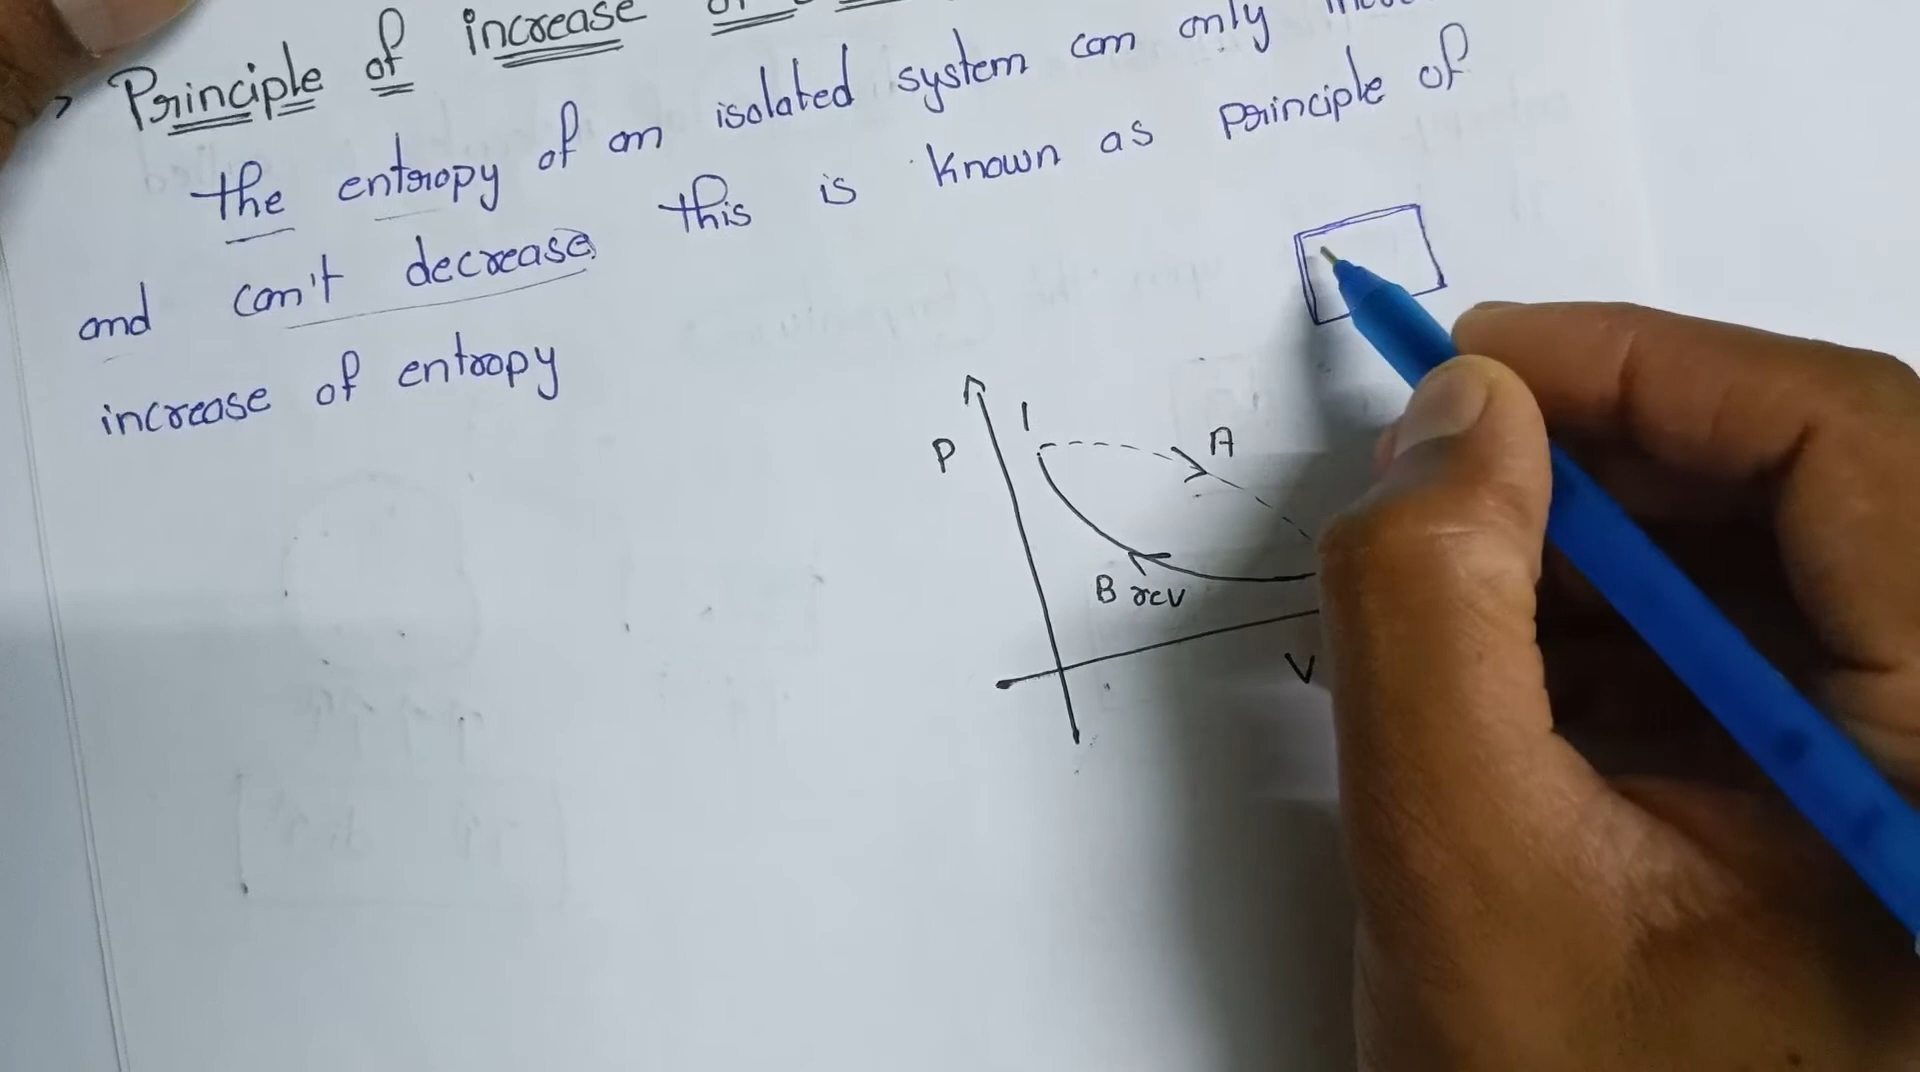 Principle of increase of
the entropy of an isolated system can only
and can't decrease this is known as principle of
increase of entropy
1
P
A
B rev
V